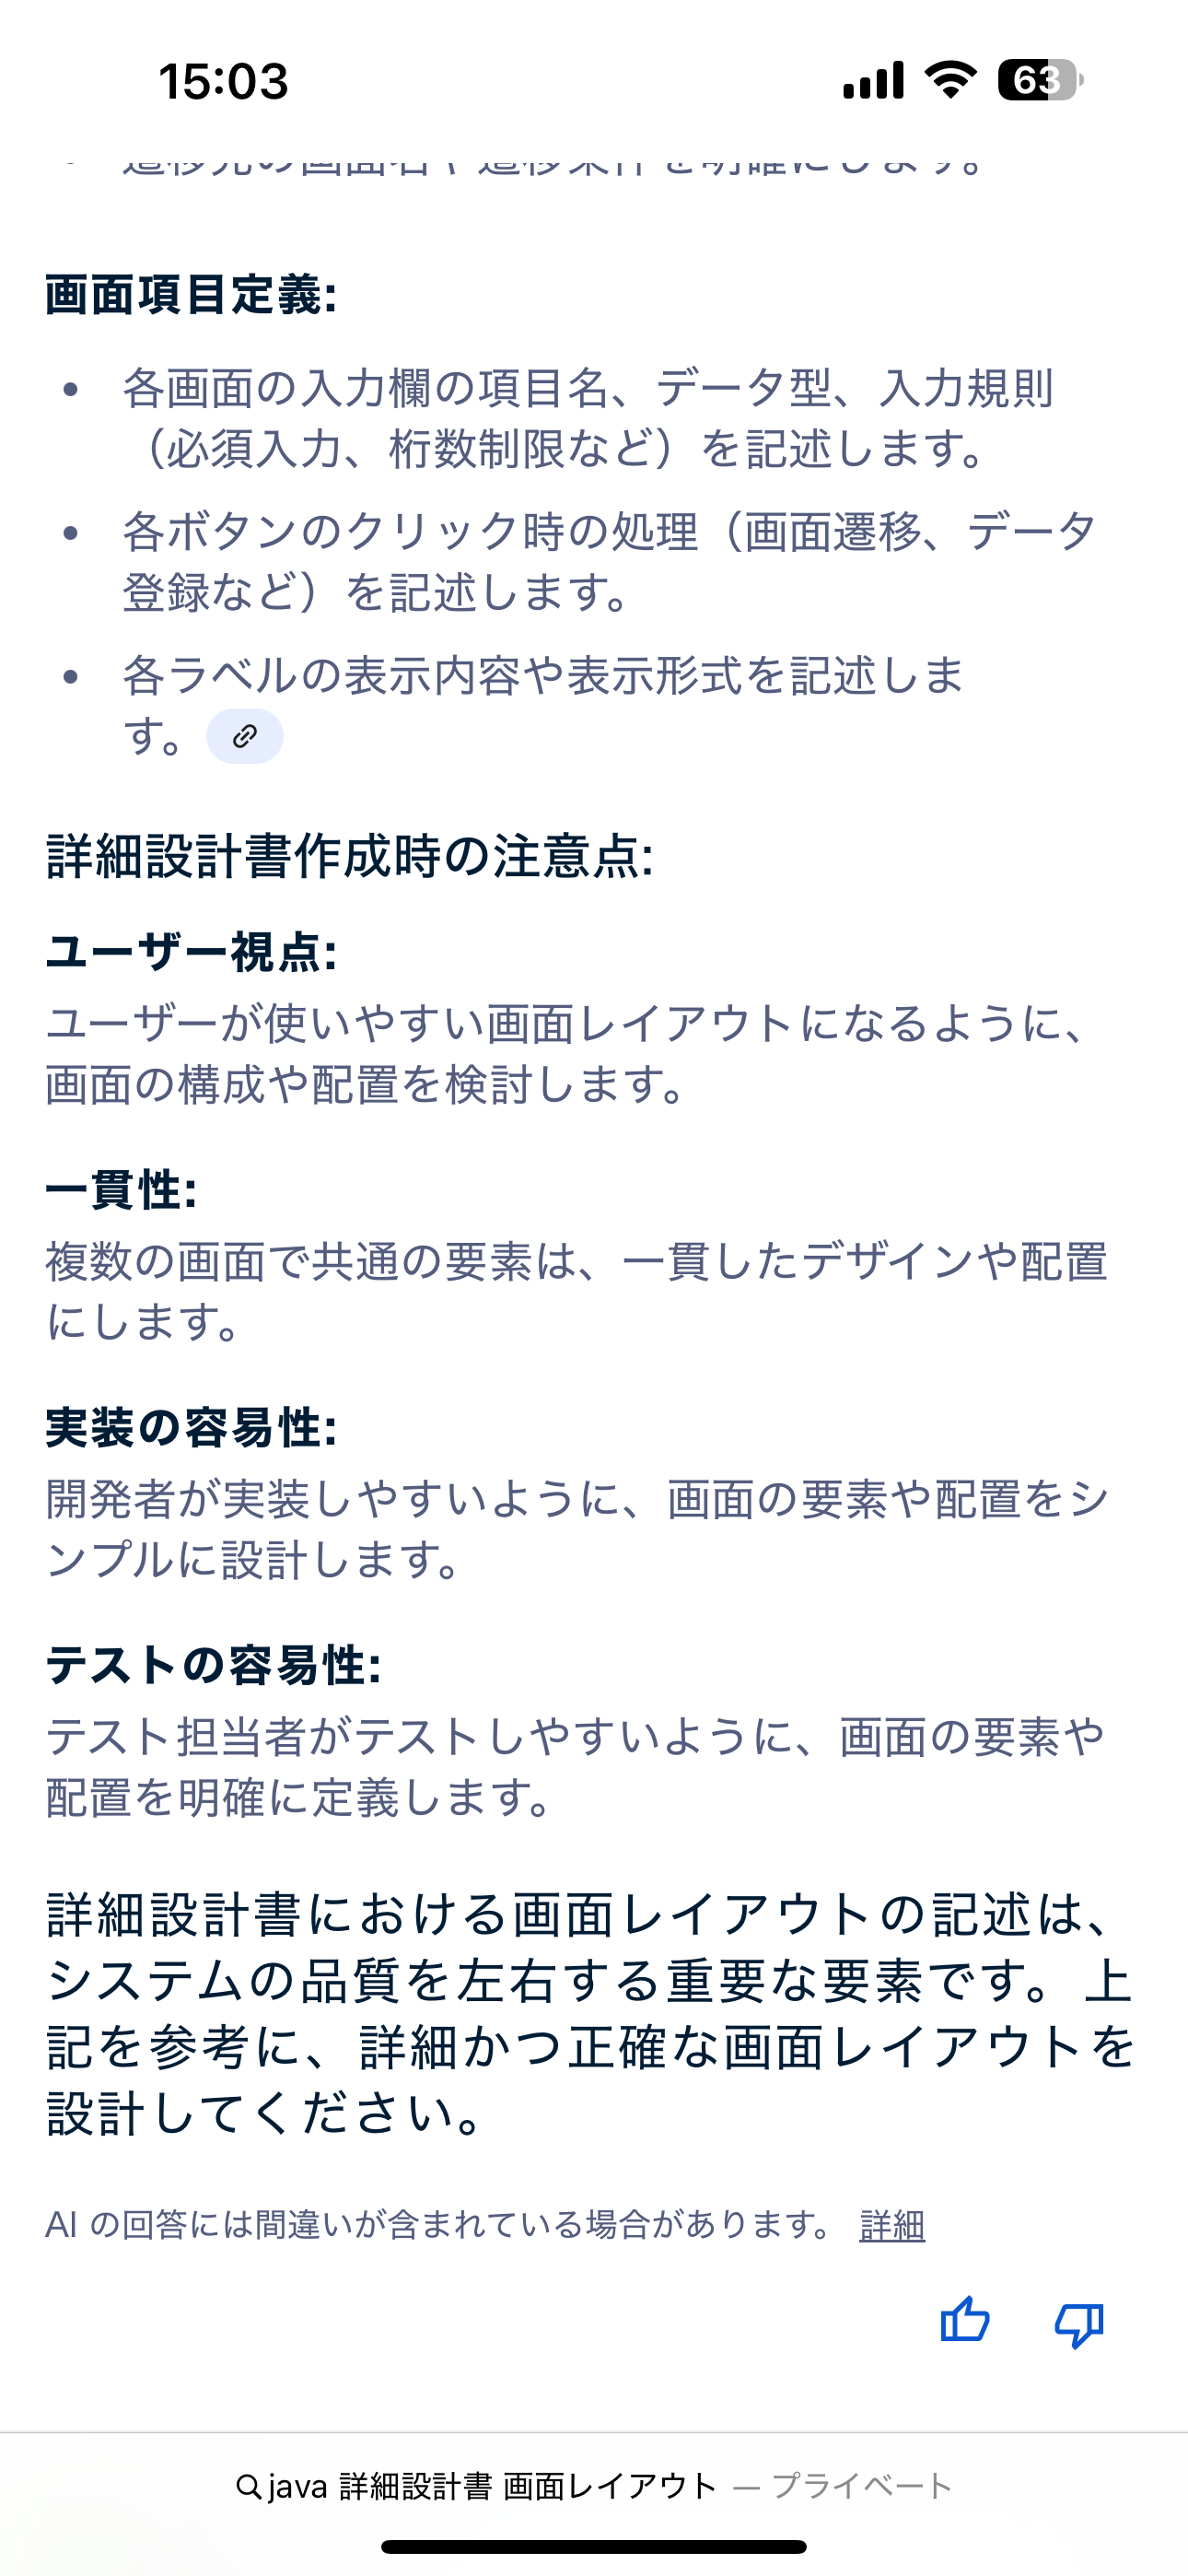 15:03
63
遷移先の画面名や遷移条件を明確にします。
画面項目定義:
• 各画面の入力欄の項目名、データ型、入力規則
（必須入力、桁数制限など）を記述します。
• 各ボタンのクリック時の処理（画面遷移、データ
登録など）を記述します。
• 各ラベルの表示内容や表示形式を記述しま
す。
詳細設計書作成時の注意点:
ユーザー視点:
ユーザーが使いやすい画面レイアウトになるように、
画面の構成や配置を検討します。
一貫性:
複数の画面で共通の要素は、一貫したデザインや配置
にします。
実装の容易性:
開発者が実装しやすいように、画面の要素や配置をシ
ンプルに設計します。
テストの容易性:
テスト担当者がテストしやすいように、画面の要素や
配置を明確に定義します。
詳細設計書における画面レイアウトの記述は、
システムの品質を左右する重要な要素です。 上
記を参考に、詳細かつ正確な画面レイアウトを
設計してください。
AI の回答には間違いが含まれている場合があります。 詳細
java 詳細設計書 画面レイアウト — プライベート